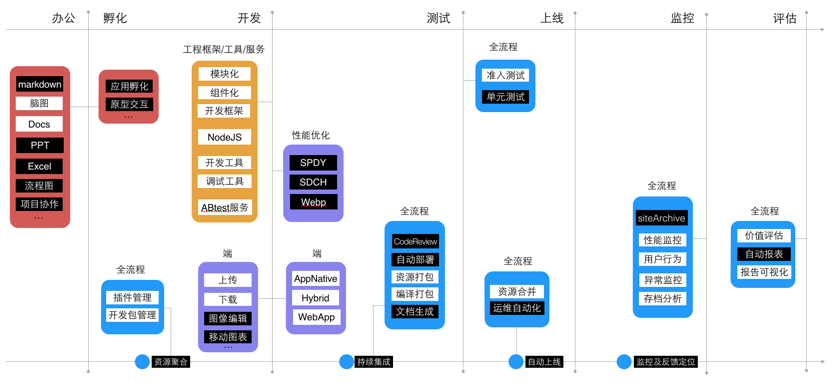 办公
孵化
开发
测试
上线
监控
评估
markdown
脑图
Docs
PPT
Excel
流程图
项目协作
...
应用孵化
原型交互
...
全流程
插件管理
开发包管理
工程框架/工具/服务
模块化
组件化
开发框架
NodeJS
开发工具
调试工具
ABtest服务
端
上传
下载
图像编辑
移动图表
...
性能优化
SPDY
SDCH
Webp
端
AppNative
Hybrid
WebApp
全流程
CodeReview
自动部署
资源打包
编译打包
文档生成
全流程
准入测试
单元测试
全流程
资源合并
运维自动化
全流程
siteArchive
性能监控
用户行为
异常监控
存档分析
全流程
价值评估
自动报表
报告可视化
资源聚合
持续集成
自动上线
监控及反馈定位